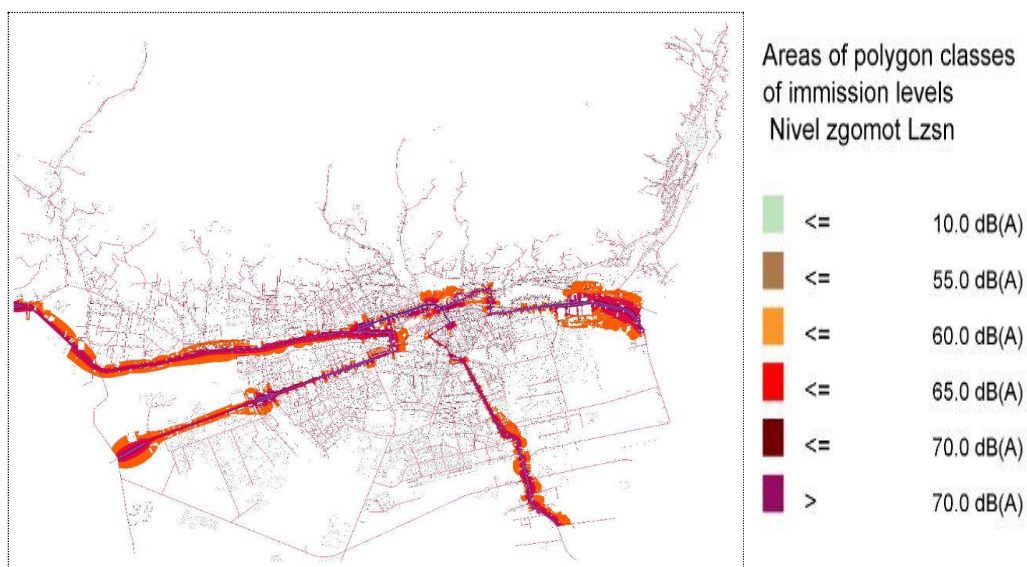 Areas of polygon classes
of immission levels
Nivel zgomot Lzsn
<= 10.0 dB(A)
<= 55.0 dB(A)
<= 60.0 dB(A)
<= 65.0 dB(A)
<= 70.0 dB(A)
> 70.0 dB(A)